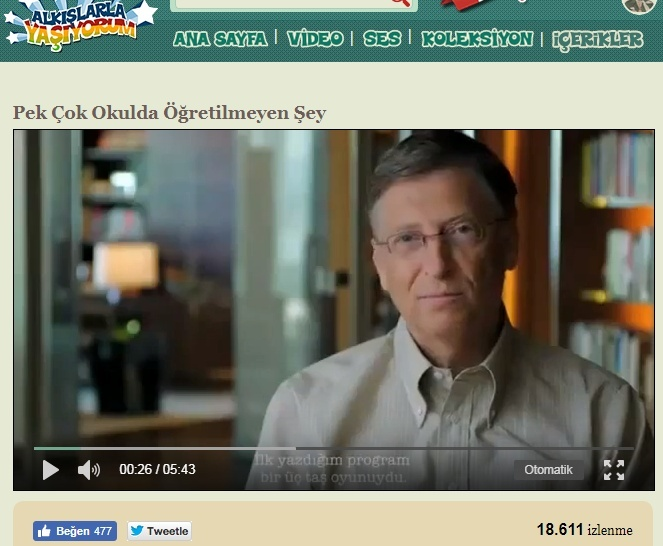 ALKIŞLARLA
YAŞIYORUM
ANA SAYFA | VİDEO | SES | KOLEKSİYON | İÇERİKLER
Pek Çok Okulda Öğretilmeyen Şey
İlk yazdığım program
bir üç taş oyunuydu.
00:26 / 05:43 Otomatik
Beğen 477 Tweetle 18.611 izlenme